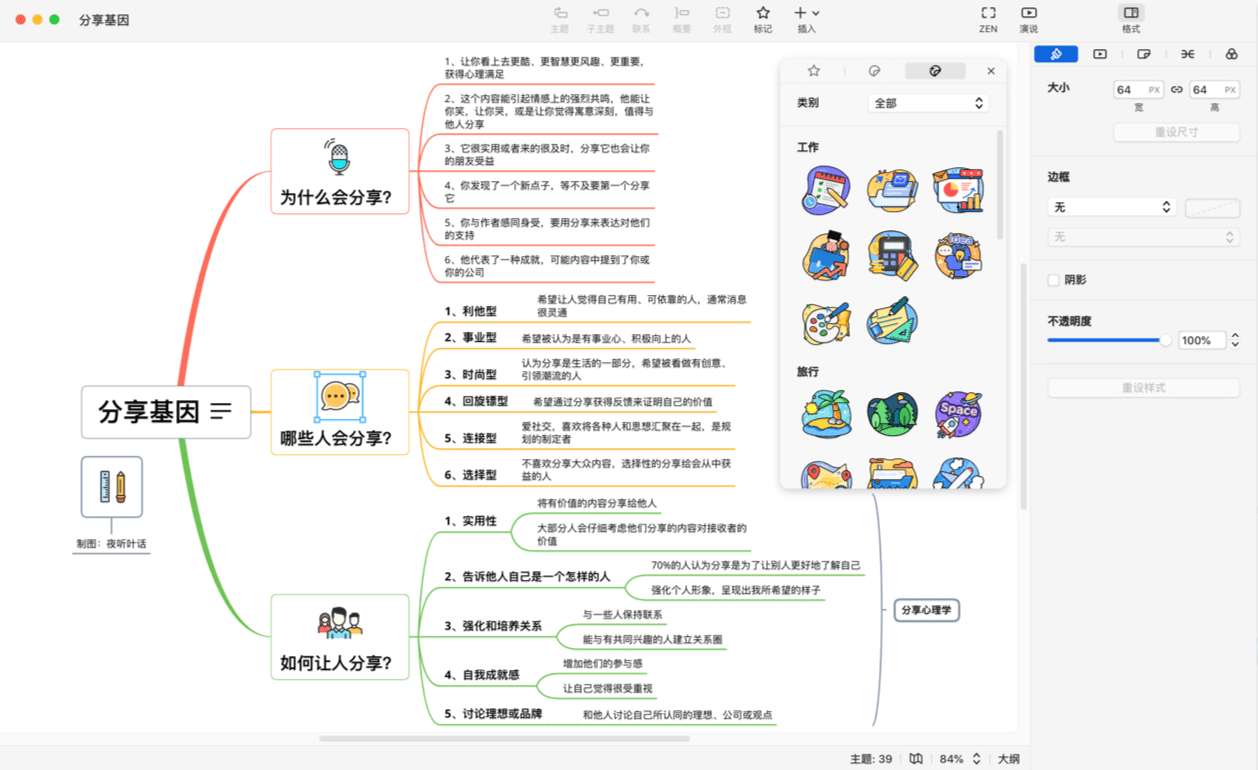 分享基因
主题
子主题
联系
概要
外框
标记
插入
ZEN
演说
格式
1、让你看上去更酷、更智慧更风趣、更重要，
获得心理满足
2、这个内容能引起情感上的强烈共鸣，他能让
你笑，让你哭，或是让你觉得寓意深刻，值得与
他人分享
3、它很实用或者来的很及时，分享它也会让你
的朋友受益
4、你发现了一个新点子，等不及要第一个分享
它
5、你与作者感同身受，要用分享来表达对他们
的支持
6、他代表了一种成就，可能内容中提到了你或
你的公司
为什么会分享？
1、利他型
希望让人觉得自己有用、可依靠的人，通常消息
很灵通
2、事业型
希望被认为是有事业心、积极向上的人
3、时尚型
认为分享是生活的一部分，希望被看做有创意、
引领潮流的人
4、回旋镖型
希望通过分享获得反馈来证明自己的价值
5、连接型
爱社交，喜欢将各种人和思想汇聚在一起，是规
划的制定者
6、选择型
不喜欢分享大众内容，选择性的分享给会从中获
益的人
哪些人会分享？
分享基因
制图：夜听叶话
1、实用性
将有价值的内容分享给他人
大部分人会仔细考虑他们分享的内容对接收者的
价值
2、告诉他人自己是一个怎样的人
70%的人认为分享是为了让别人更好地了解自己
强化个人形象，呈现出我所希望的样子
3、强化和培养关系
与一些人保持联系
能与有共同兴趣的人建立关系圈
4、自我成就感
增加他们的参与感
让自己觉得很受重视
5、讨论理想或品牌
和他人讨论自己所认同的理想、公司或观点
如何让人分享？
分享心理学
类别
全部
工作
Idea
旅行
Space
大小
64 PX
64 PX
宽
高
重设尺寸
边框
无
无
阴影
不透明度
100%
重设样式
主题: 39
84%
大纲